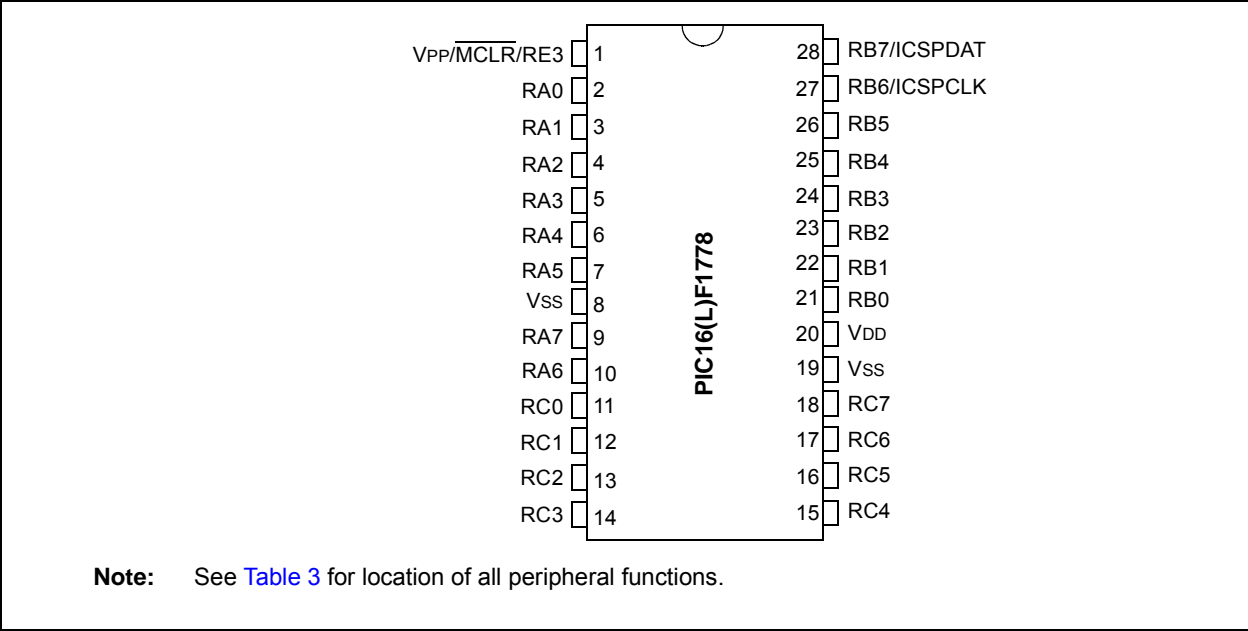 VPP/MCLR/RE3 1 28 RB7/ICSPDAT
RA0 2 27 RB6/ICSPCLK
RA1 3 26 RB5
RA2 4 25 RB4
RA3 5 24 RB3
RA4 6 23 RB2
RA5 7 22 RB1
VSS 8 21 RB0
RA7 9 20 VDD
RA6 10 19 VSS
RC0 11 18 RC7
RC1 12 17 RC6
RC2 13 16 RC5
RC3 14 15 RC4
PIC16(L)F1778
Note: See Table 3 for location of all peripheral functions.